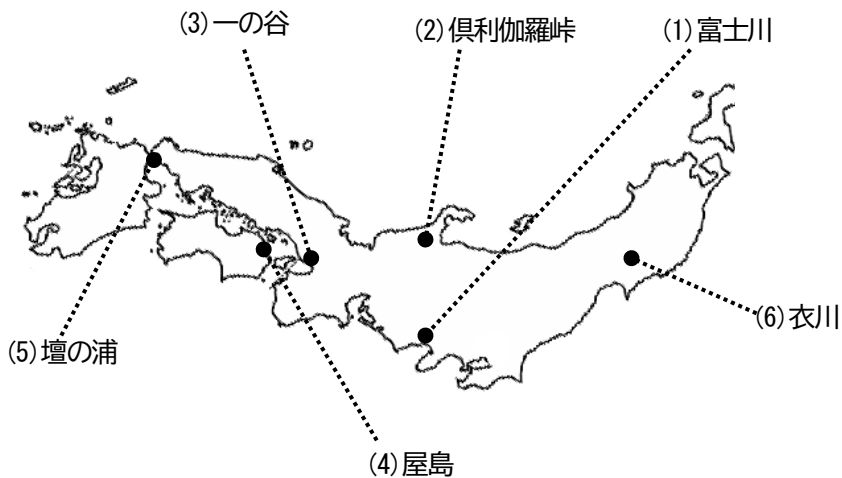 (3)一の谷
(2)倶利伽羅峠
(1)富士川
(6)衣川
(5)壇の浦
(4)屋島